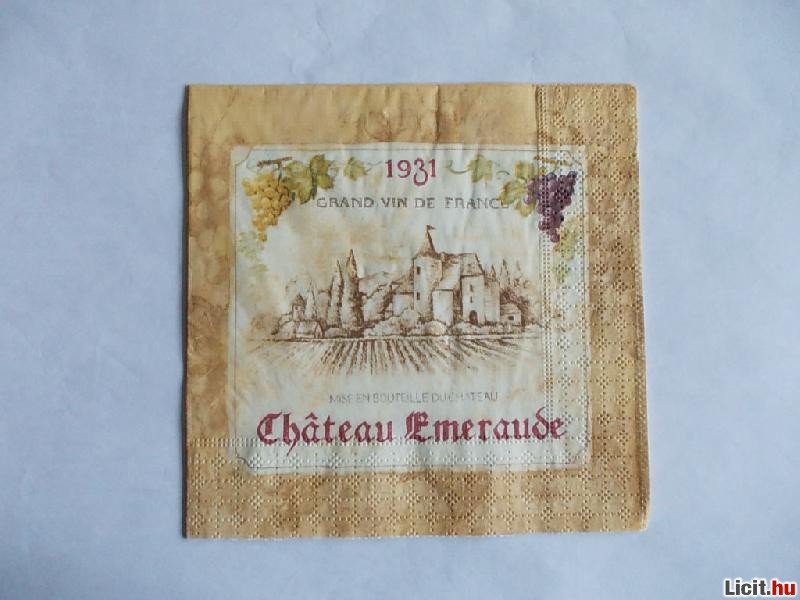 1931
GRAND VIN DE FRANCE
MISE EN BOUTEILLE DU CHATEAU
Château Emeraude
Licit.hu